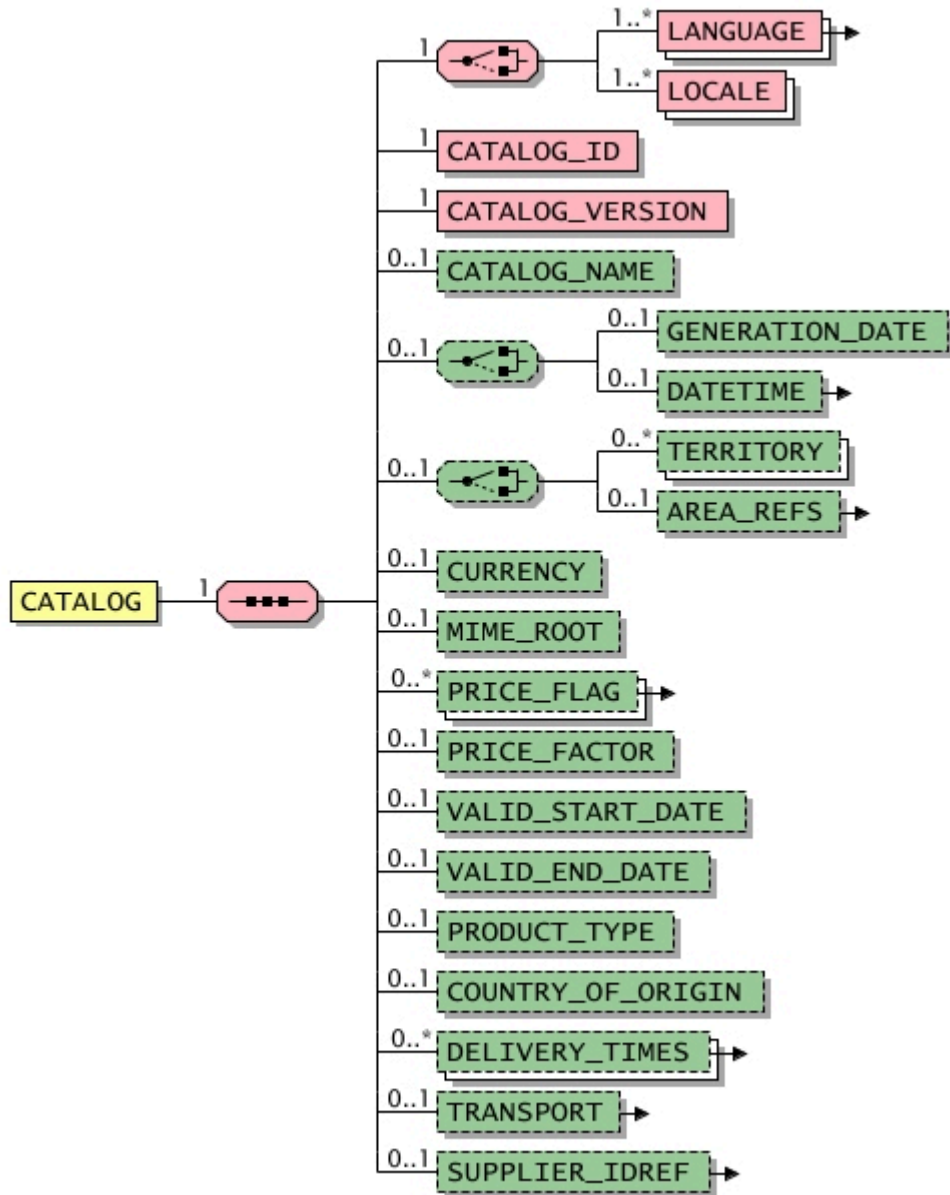 1..* LANGUAGE
1
1..* LOCALE
1 CATALOG_ID
1 CATALOG_VERSION
0..1 CATALOG_NAME
0..1 GENERATION_DATE
0..1
0..1 DATETIME
0..* TERRITORY
0..1
0..1 AREA_REFS
0..1 CURRENCY
CATALOG 1
0..1 MIME_ROOT
0..* PRICE_FLAG
0..1 PRICE_FACTOR
0..1 VALID_START_DATE
0..1 VALID_END_DATE
0..1 PRODUCT_TYPE
0..1 COUNTRY_OF_ORIGIN
0..* DELIVERY_TIMES
0..1 TRANSPORT
0..1 SUPPLIER_IDREF